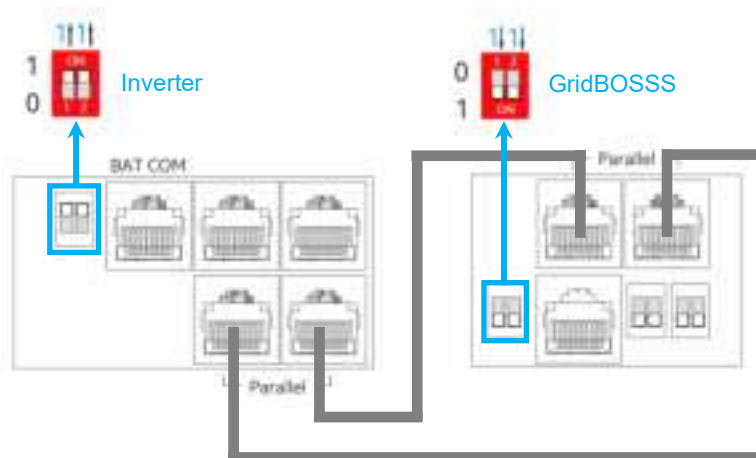 1
0
ON
1 2
Inverter
0
1
1 2
ON
GridBOSSS
BAT COM
Parallel
Parallel